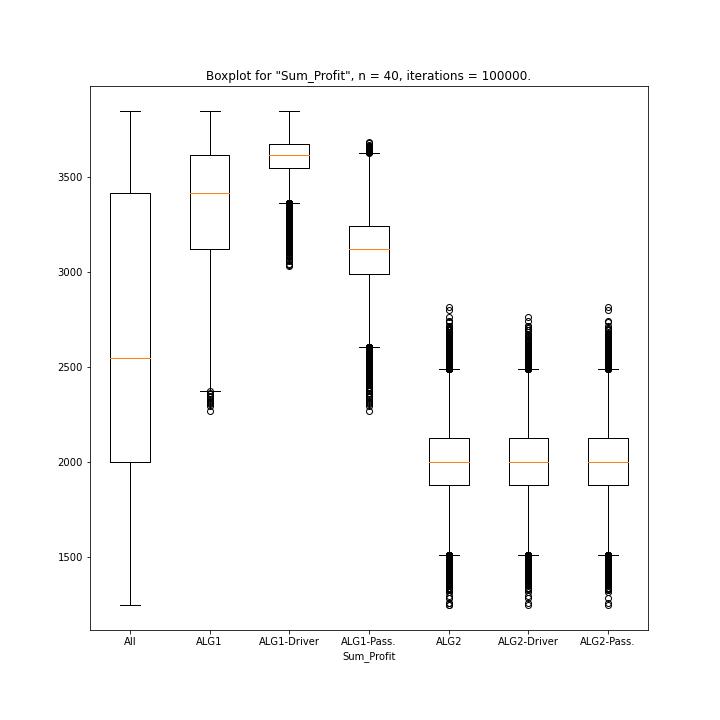 Boxplot for "Sum_Profit", n = 40, iterations = 100000.
3500
3000
2500
2000
1500
All ALG1 ALG1-Driver ALG1-Pass. ALG2 ALG2-Driver ALG2-Pass.
Sum_Profit